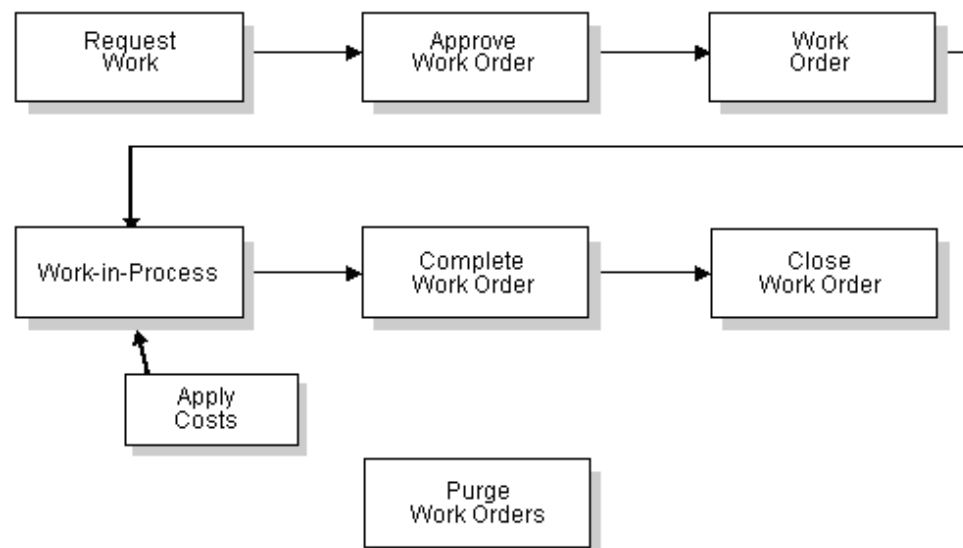 Request
Work
Approve
Work Order
Work
Order
Work-in-Process
Complete
Work Order
Close
Work Order
Apply
Costs
Purge
Work Orders